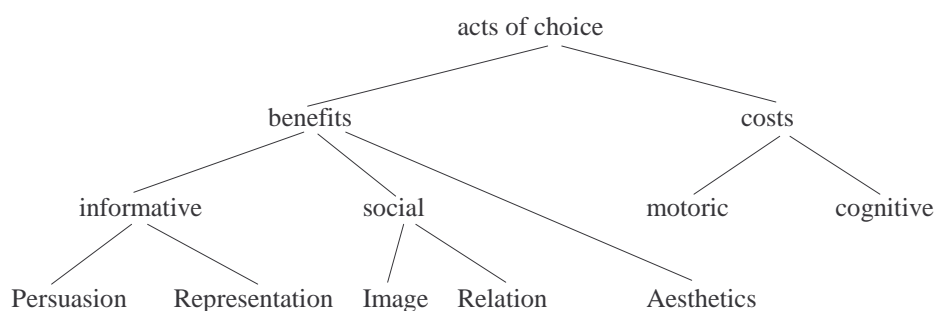 acts of choice
benefits costs
informative social motoric cognitive
Persuasion Representation Image Relation Aesthetics